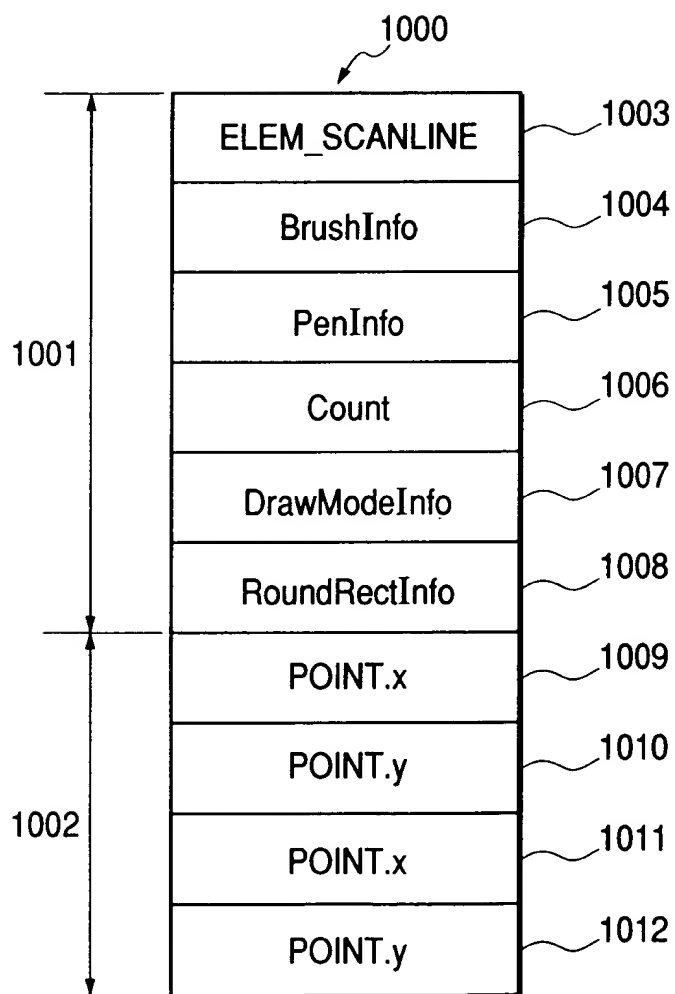 1000
ELEM_SCANLINE 1003
BrushInfo 1004
PenInfo 1005
1001
Count 1006
DrawModeInfo 1007
RoundRectInfo 1008
POINT.x 1009
POINT.y 1010
1002
POINT.x 1011
POINT.y 1012